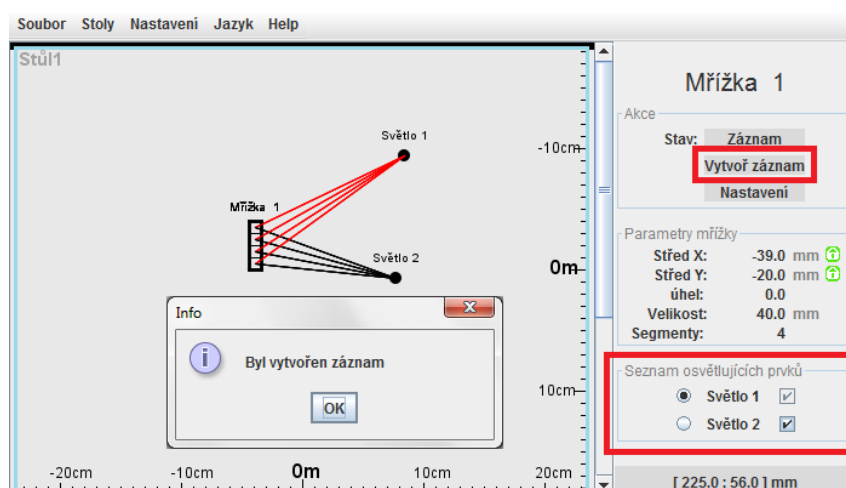 Soubor Stoly Nastavení Jazyk Help
Stůl1
Světlo 1
-10cm
Mřížka 1
Světlo 2
0m
Info
Byl vytvořen záznam
OK
10cm
-20cm -10cm 0m 10cm 20cm
Mřížka 1
Akce
Stav: Záznam
Vytvoř záznam
Nastavení
Parametry mřížky
Střed X: -39.0 mm
Střed Y: -20.0 mm
úhel: 0.0
Velikost: 40.0 mm
Segmenty: 4
Seznam osvětlujících prvků
Světlo 1
Světlo 2
[ 225.0 : 56.0 ] mm